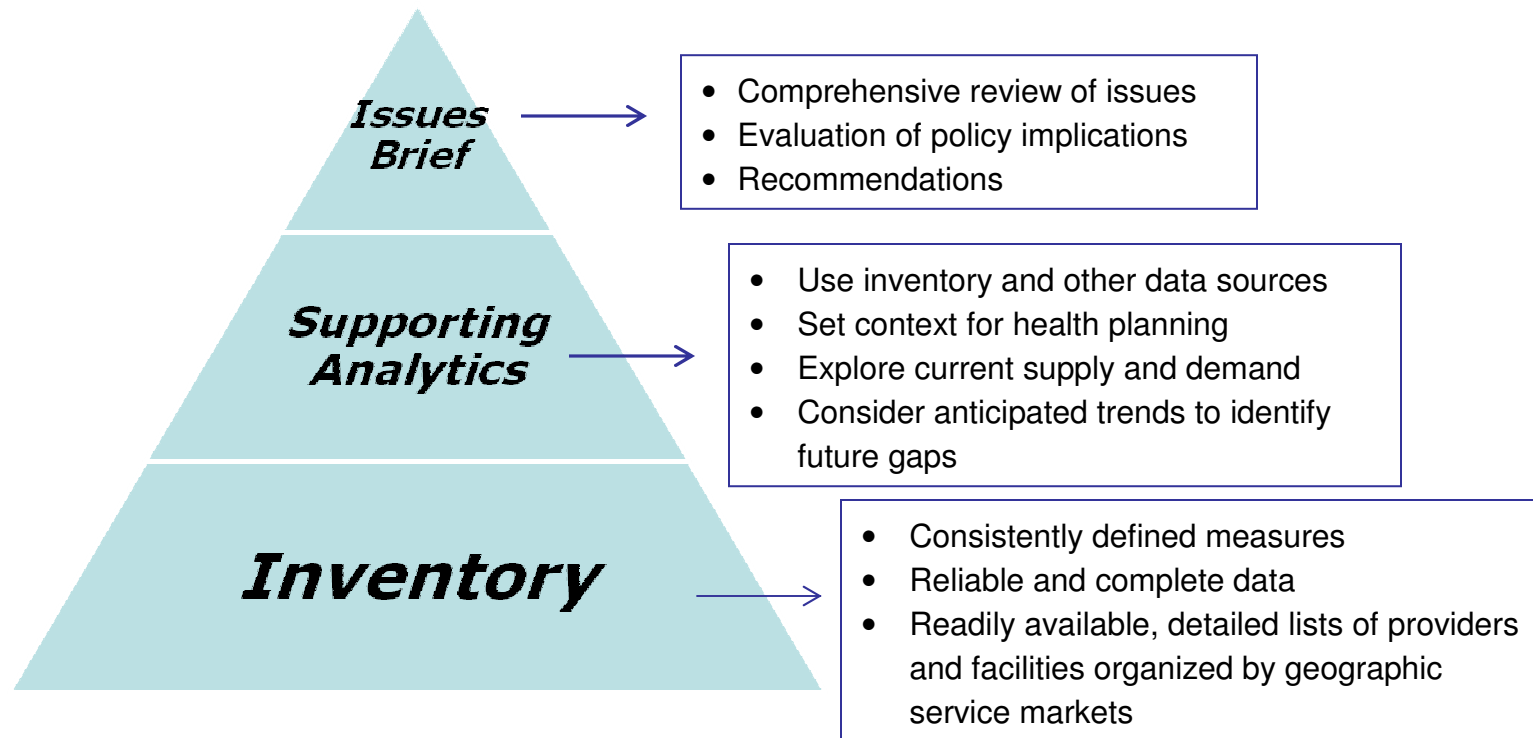 Issues
Brief
• Comprehensive review of issues
• Evaluation of policy implications
• Recommendations
Supporting
Analytics
• Use inventory and other data sources
• Set context for health planning
• Explore current supply and demand
• Consider anticipated trends to identify
future gaps
Inventory
• Consistently defined measures
• Reliable and complete data
• Readily available, detailed lists of providers
and facilities organized by geographic
service markets